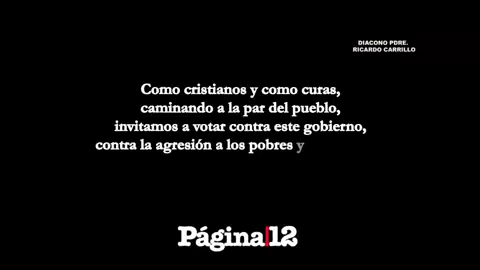 DIACONO PDRE.
RICARDO CARRILLO
Como cristianos y como curas,
caminando a la par del pueblo,
invitamos a votar contra este gobierno,
contra la agresión a los pobres y
Página|12